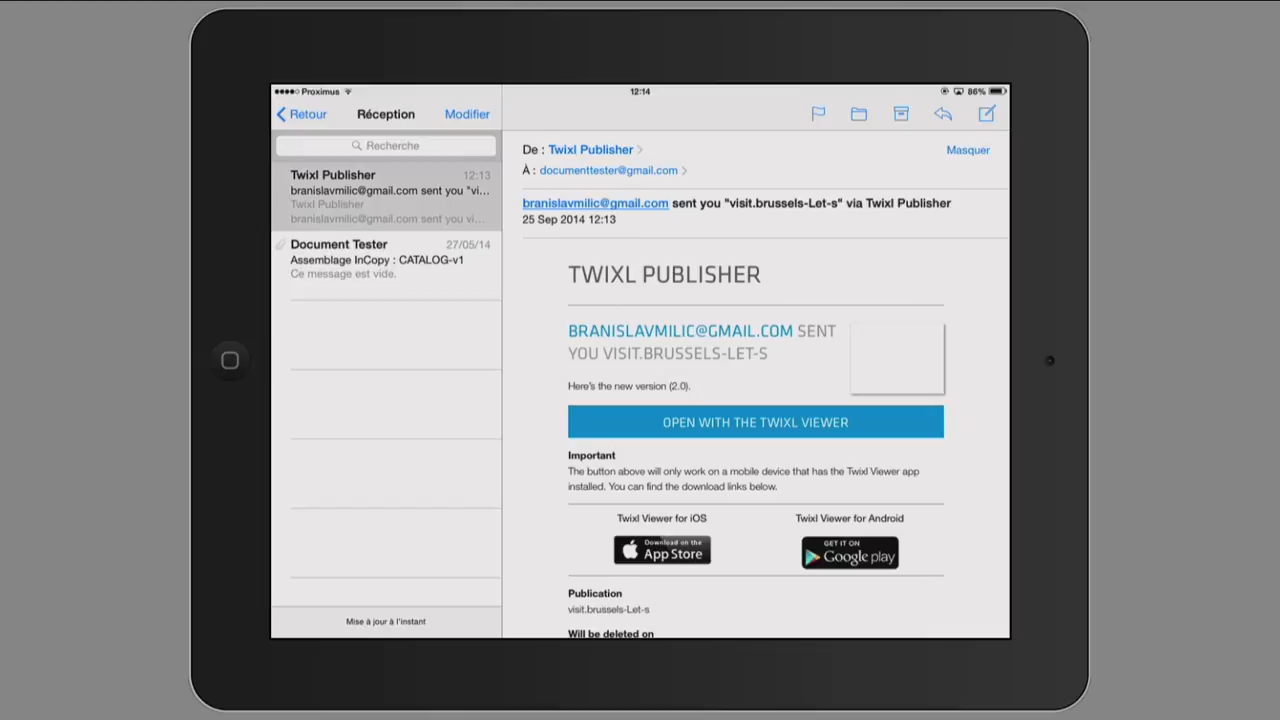 Proximus
12:14
86%
Retour
Réception
Modifier
Recherche
Twixl Publisher
12:13
branislavmilic@gmail.com sent you "vi…
Twixl Publisher
branislavmilic@gmail.com sent you vi…
Document Tester
27/05/14
Assemblage InCopy : CATALOG-v1
Ce message est vide.
Mise à jour à l'instant
De : Twixl Publisher
Masquer
À : documenttester@gmail.com
branislavmilic@gmail.com sent you "visit.brussels-Let-s" via Twixl Publisher
25 Sep 2014 12:13
TWIXL PUBLISHER
BRANISLAVMILIC@GMAIL.COM SENT
YOU VISIT.BRUSSELS-LET-S
Here's the new version (2.0).
OPEN WITH THE TWIXL VIEWER
Important
The button above will only work on a mobile device that has the Twixl Viewer app
installed. You can find the download links below.
Twixl Viewer for iOS
Twixl Viewer for Android
Download on the
App Store
GET IT ON
Google play
Publication
visit.brussels-Let-s
Will be deleted on